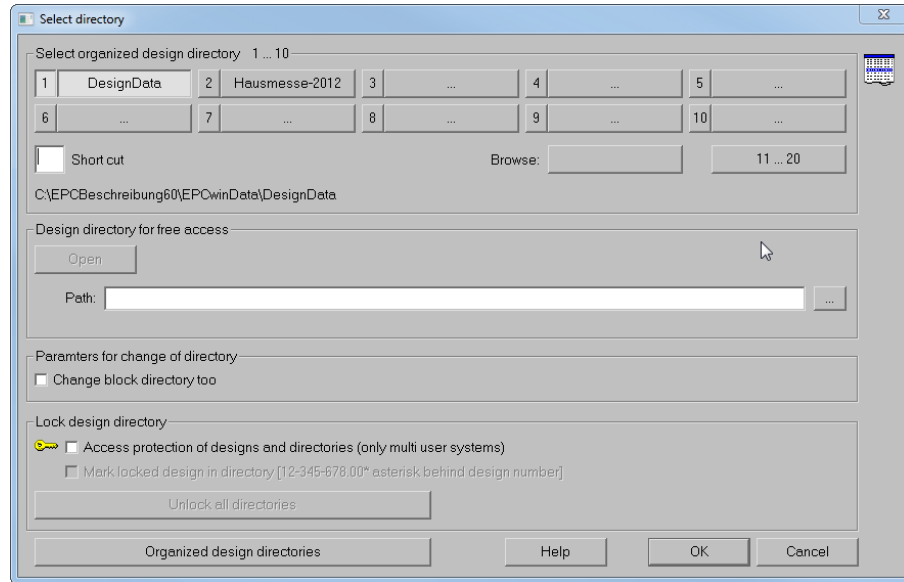 Select directory
Select organized design directory 1 ... 10
1 DesignData 2 Hausmesse-2012 3 ... 4 ... 5 ...
6 ... 7 ... 8 ... 9 ... 10 ...
Short cut Browse: 11 ... 20
C:\EPCBeschreibung60\EPCwinData\DesignData
Design directory for free access
Open
Path: ...
Paramters for change of directory
Change block directory too
Lock design directory
Access protection of designs and directories (only multi user systems)
Mark locked design in directory [12-345-678.00* asterisk behind design number]
Unlock all directories
Organized design directories Help OK Cancel